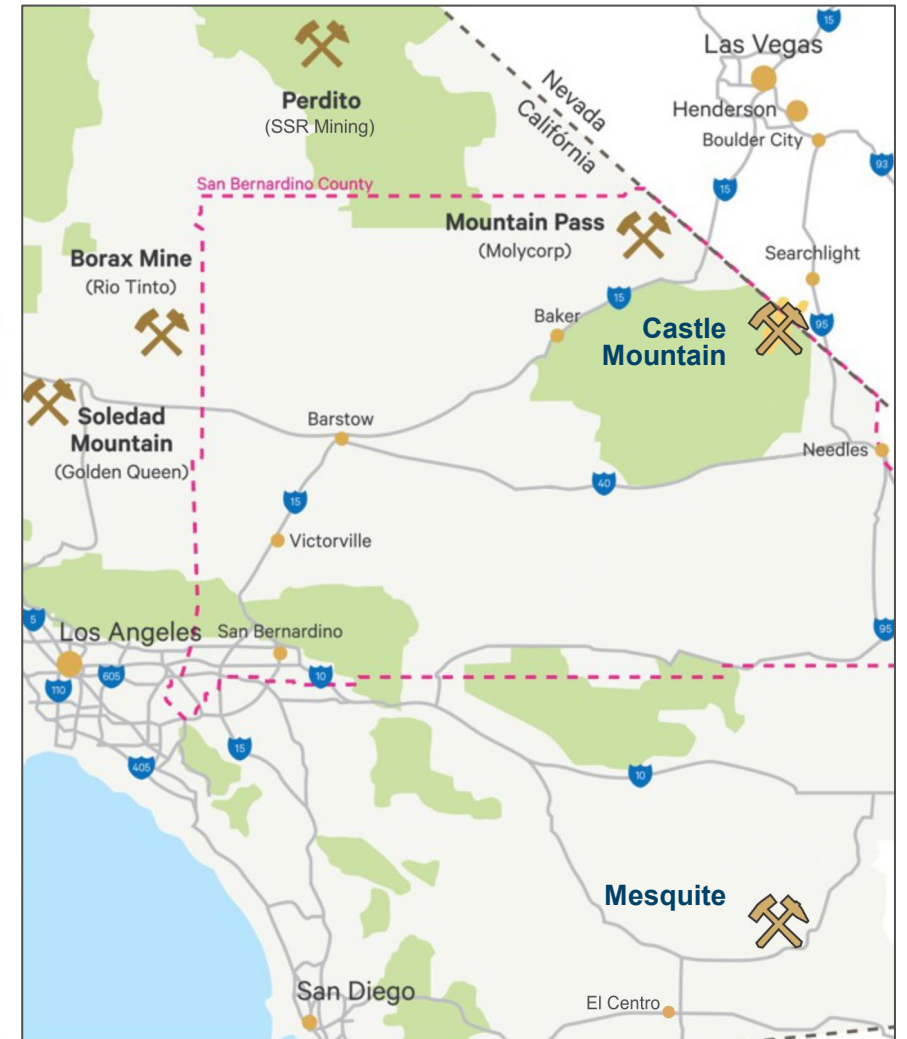 15
Las Vegas
Henderson
Boulder City
93
Nevada
Califórnia
15
Perdito
(SSR Mining)
San Bernardino County
Mountain Pass
(Molycorp)
Searchlight
Borax Mine
(Rio Tinto)
15
Baker
Castle
Mountain
95
Soledad
Mountain
(Golden Queen)
Barstow
Needles
40
15
Victorville
5
Los Angeles
San Bernardino
95
110
605
10
15
405
10
Mesquite
San Diego
El Centro